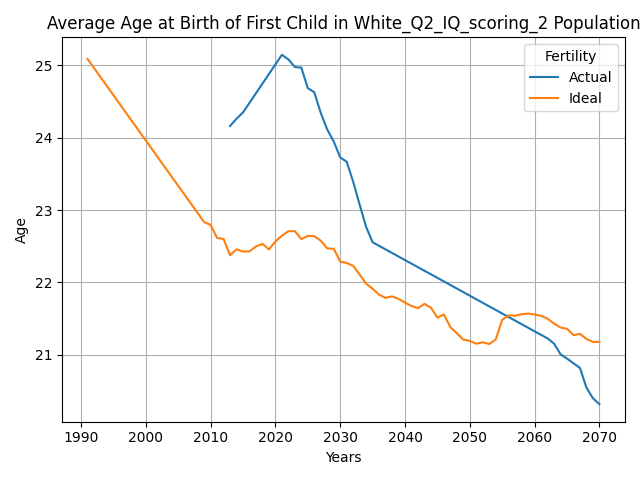 Average Age at Birth of First Child in White_Q2_IQ_scoring_2 Population
Fertility
Actual
Ideal
25
24
23
22
21
Age
1990 2000 2010 2020 2030 2040 2050 2060 2070
Years